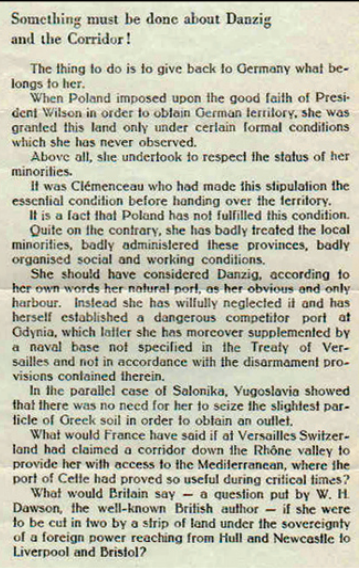 Something must be done about Danzig
and the Corridor!
The thing to do is to give back to Germany what be-
longs to her.
When Poland imposed upon the good faith of Presi-
dent Wilson in order to obtain German territory, she was
granted this land only under certain formal conditions
which she has never observed.
Above all, she undertook to respect the status of her
minorities.
It was Clémenceau who had made this stipulation the
essential condition before handing over the territory.
It is a fact that Poland has not fulfilled this condition.
Quite on the contrary, she has badly treated the local
minorities, badly administered these provinces, badly
organised social and working conditions.
She should have considered Danzig, according to
her own words her natural port, as her obvious and only
harbour. Instead she has wilfully neglected it and has
herself established a dangerous competitor port at
Gdynia, which latter she has moreover supplemented by
a naval base not specified in the Treaty of Ver-
sailles and not in accordance with the disarmament pro-
visions contained therein.
In the parallel case of Salonika, Yugoslavia showed
that there was no need for her to seize the slightest par-
ticle of Greek soil in order to obtain an outlet.
What would France have said if at Versailles Switzer-
land had claimed a corridor down the Rhône valley to
provide her with access to the Mediterranean, where the
port of Cette had proved so useful during critical times?
What would Britain say — a question put by W. H.
Dawson, the well-known British author — if she were
to be cut in two by a strip of land under the sovereignty
of a foreign power reaching from Hull and Newcastle to
Liverpool and Bristol?